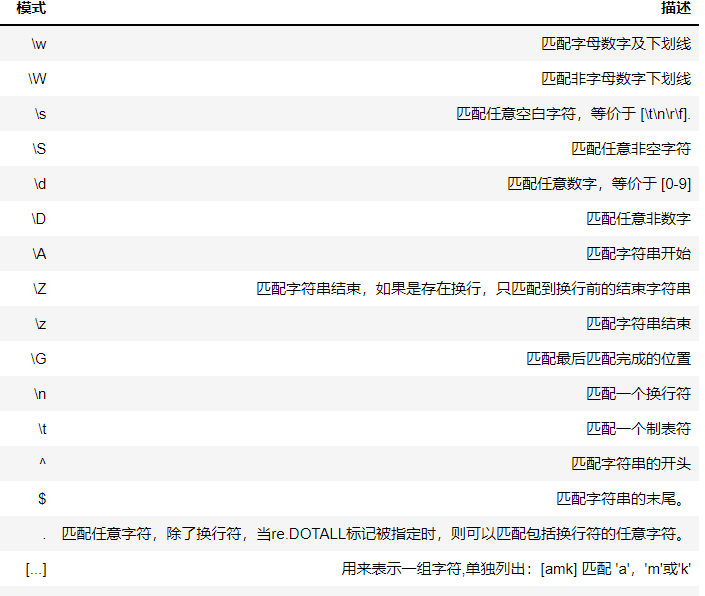 模式 描述
\w 匹配字母数字及下划线
\W 匹配非字母数字下划线
\s 匹配任意空白字符，等价于 [\t\n\r\f].
\S 匹配任意非空字符
\d 匹配任意数字，等价于 [0-9]
\D 匹配任意非数字
\A 匹配字符串开始
\Z 匹配字符串结束，如果是存在换行，只匹配到换行前的结束字符串
\z 匹配字符串结束
\G 匹配最后匹配完成的位置
\n 匹配一个换行符
\t 匹配一个制表符
^ 匹配字符串的开头
$ 匹配字符串的末尾。
. 匹配任意字符，除了换行符，当re.DOTALL标记被指定时，则可以匹配包括换行符的任意字符。
[...] 用来表示一组字符,单独列出：[amk] 匹配 'a'，'m'或'k'